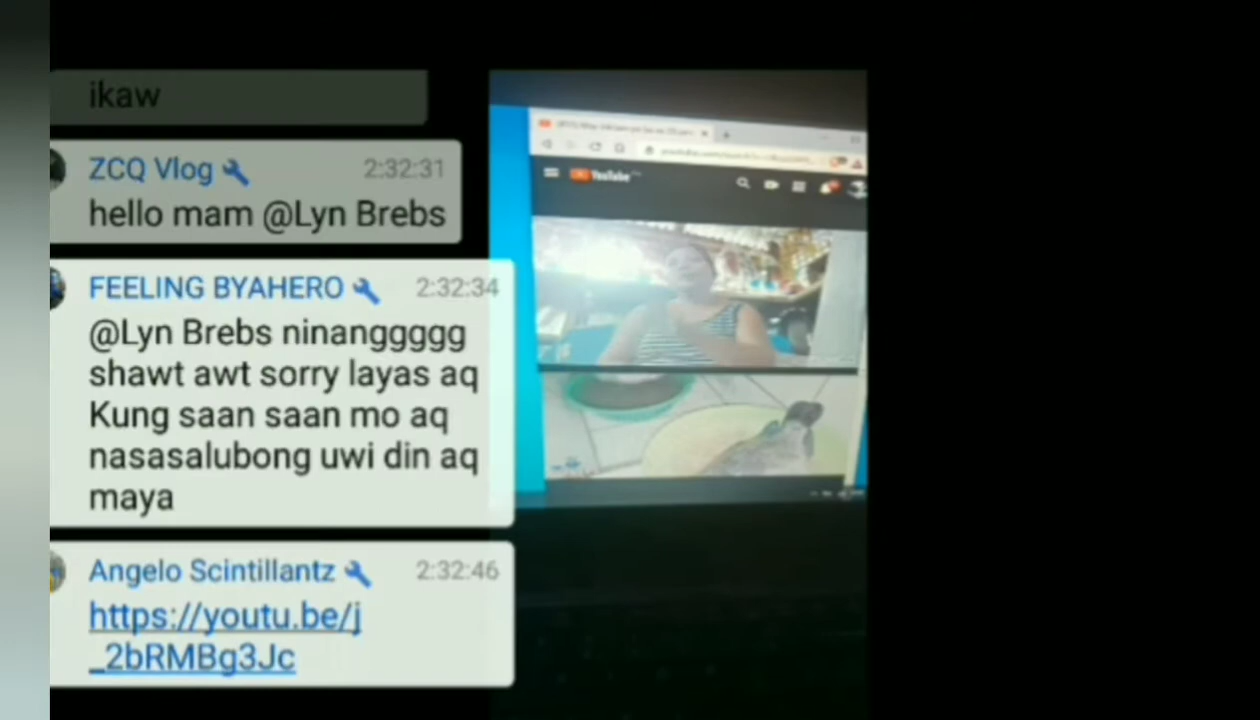 ikaw
ZCQ Vlog 2:32:31
hello mam @Lyn Brebs
FEELING BYAHERO 2:32:34
@Lyn Brebs ninanggggg
shawt awt sorry layas aq
Kung saan saan mo aq
nasasalubong uwi din aq
maya
Angelo Scintillantz 2:32:46
https://youtu.be/j
_2bRMBg3Jc
YouTube